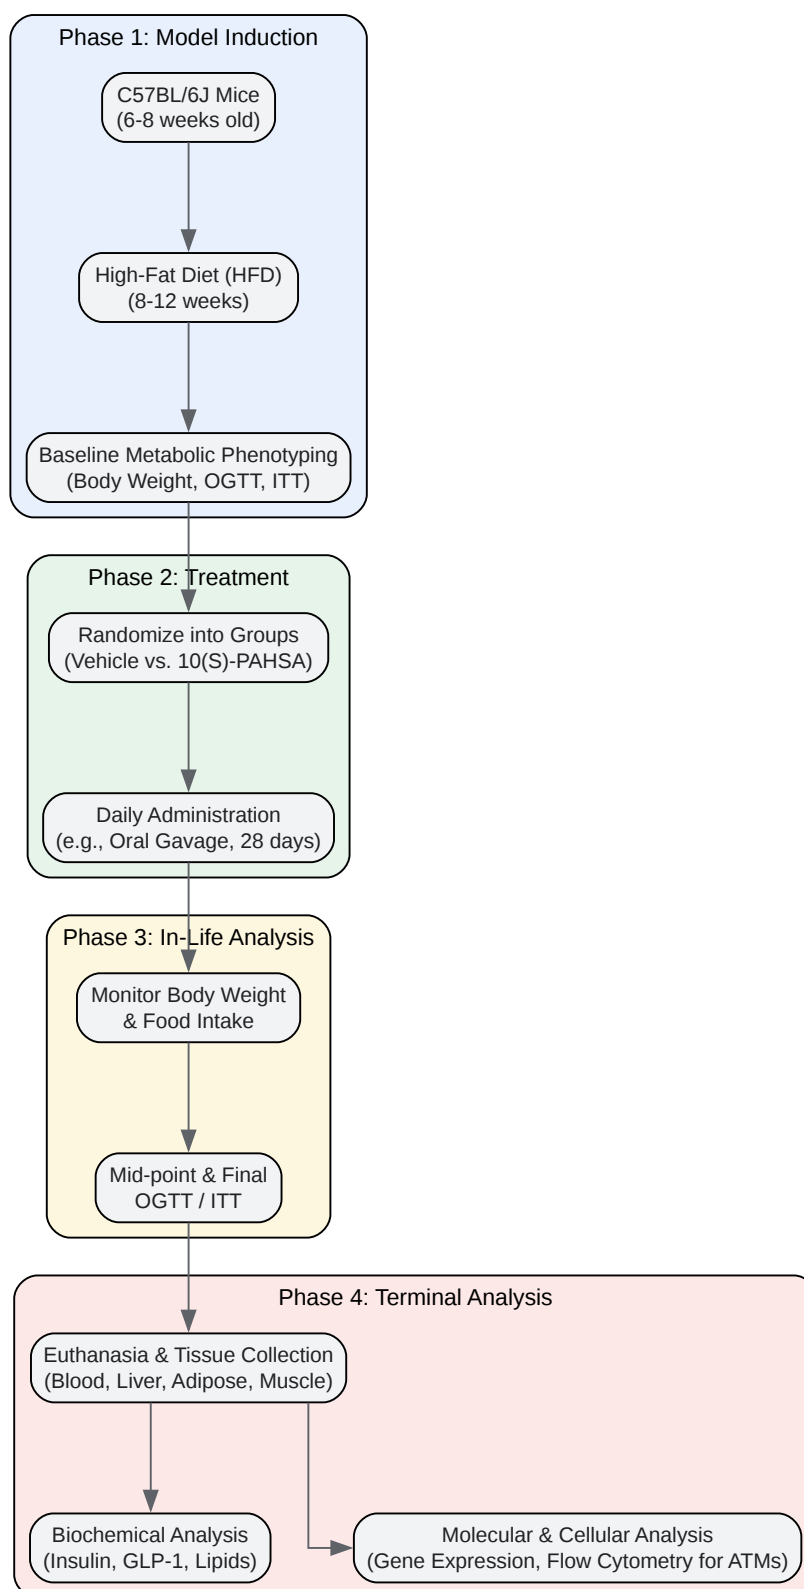 Phase 1: Model Induction
C57BL/6J Mice
(6-8 weeks old)
High-Fat Diet (HFD)
(8-12 weeks)
Baseline Metabolic Phenotyping
(Body Weight, OGTT, ITT)
Phase 2: Treatment
Randomize into Groups
(Vehicle vs. 10(S)-PAHSA)
Daily Administration
(e.g., Oral Gavage, 28 days)
Phase 3: In-Life Analysis
Monitor Body Weight
& Food Intake
Mid-point & Final
OGTT / ITT
Phase 4: Terminal Analysis
Euthanasia & Tissue Collection
(Blood, Liver, Adipose, Muscle)
Biochemical Analysis
(Insulin, GLP-1, Lipids)
Molecular & Cellular Analysis
(Gene Expression, Flow Cytometry for ATMs)